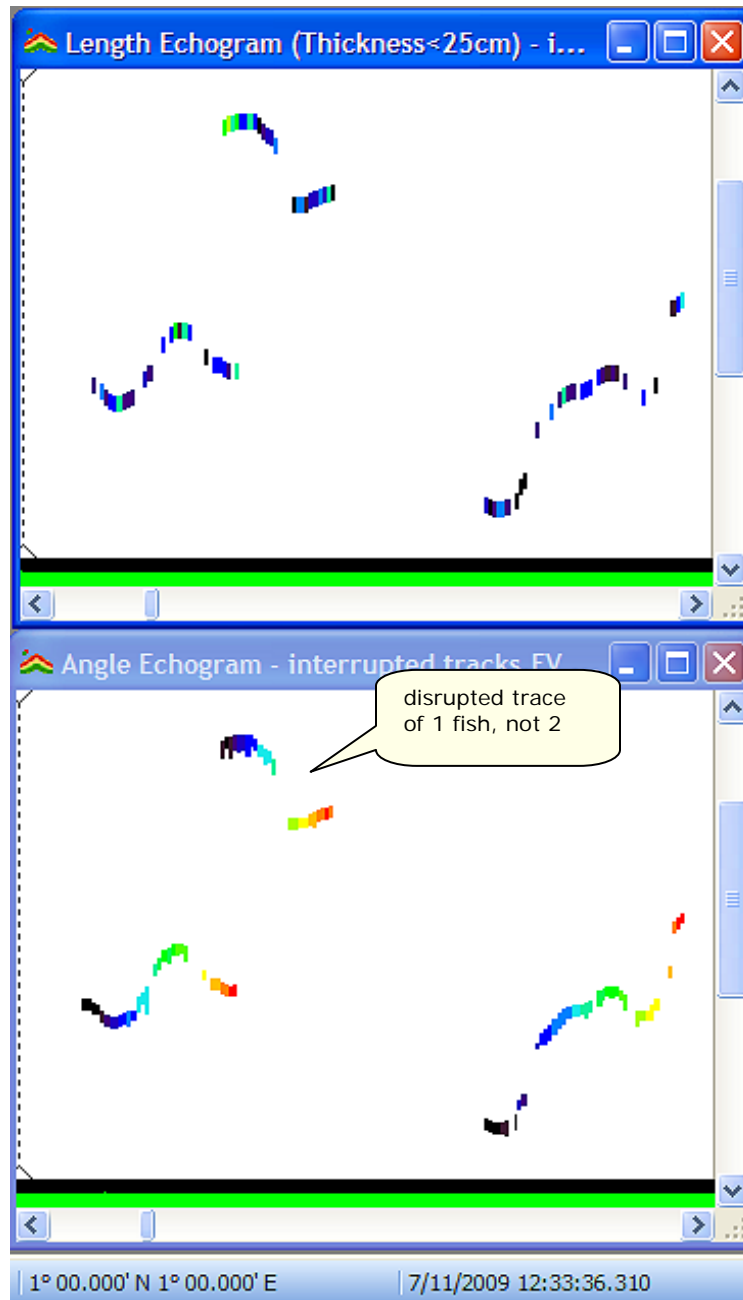 Length Echogram (Thickness<25cm) - i...
Angle Echogram - interrupted tracks.EV
disrupted trace
of 1 fish, not 2
1° 00.000' N 1° 00.000' E
7/11/2009 12:33:36.310